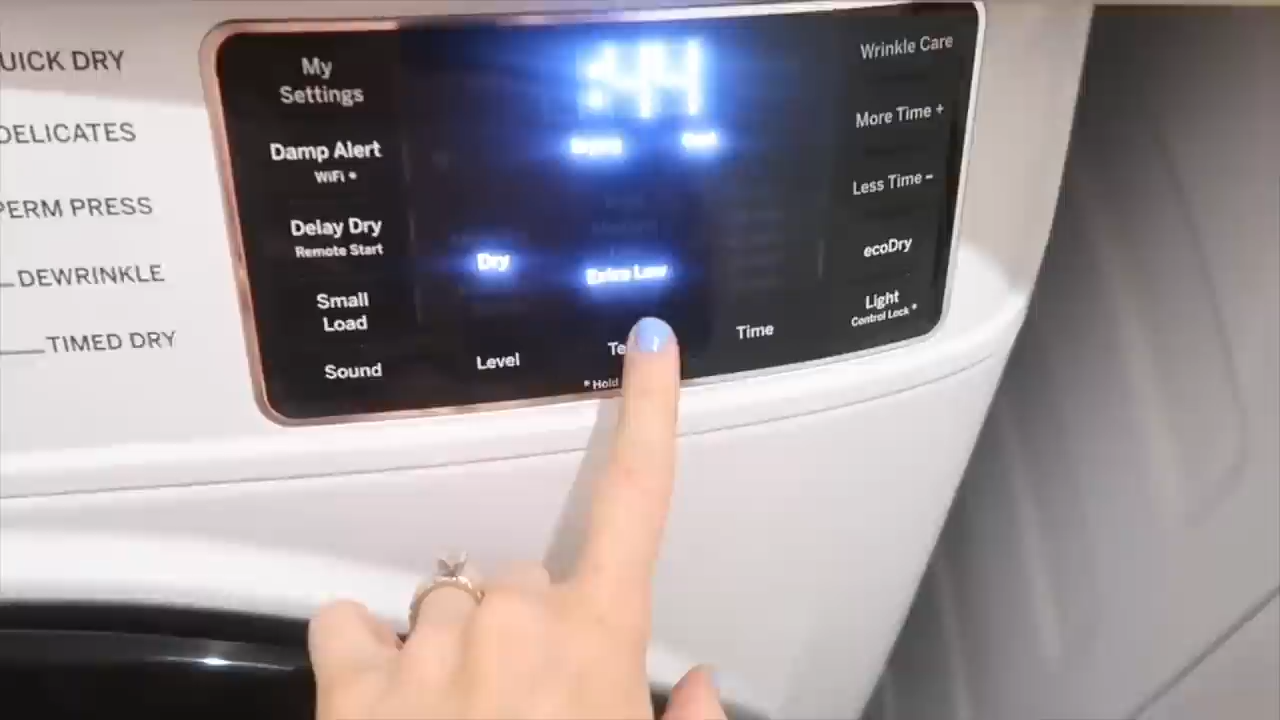 UICK DRY
DELICATES
PERM PRESS
DEWRINKLE
TIMED DRY
My
Settings
Damp Alert
WiFi *
Delay Dry
Remote Start
Small
Load
Sound
:44
Dry
Extra Low
Level
Te
Time
* Hold
Wrinkle Care
More Time +
Less Time -
ecoDry
Light
Control Lock *